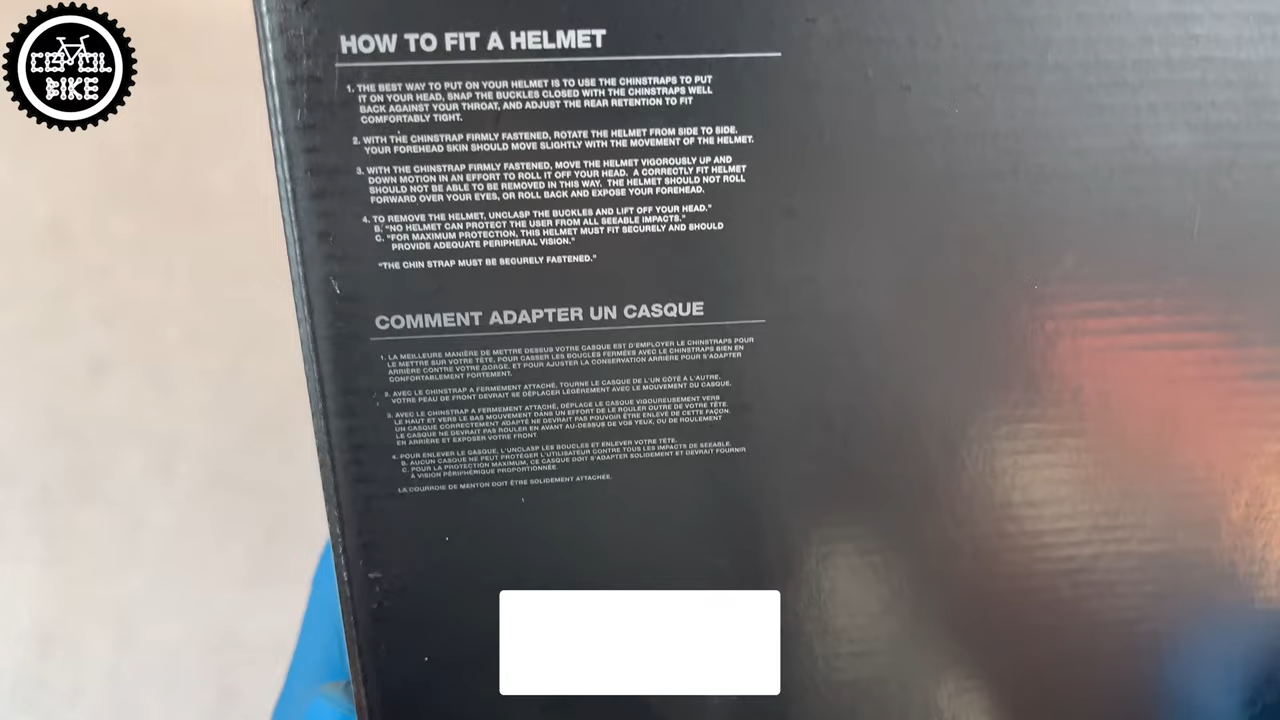 CEYOL
BIKE
HOW TO FIT A HELMET
1. THE BEST WAY TO PUT ON YOUR HELMET IS TO USE THE CHINSTRAPS TO PUT
IT ON YOUR HEAD, SNAP THE BUCKLES CLOSED WITH THE CHINSTRAPS WELL
BACK AGAINST YOUR THROAT, AND ADJUST THE REAR RETENTION TO FIT
COMFORTABLY TIGHT.
2. WITH THE CHINSTRAP FIRMLY FASTENED, ROTATE THE HELMET FROM SIDE TO SIDE.
YOUR FOREHEAD SKIN SHOULD MOVE SLIGHTLY WITH THE MOVEMENT OF THE HELMET.
3. WITH THE CHINSTRAP FIRMLY FASTENED, MOVE THE HELMET VIGOROUSLY UP AND
DOWN MOTION IN AN EFFORT TO ROLL IT OFF YOUR HEAD. A CORRECTLY FIT HELMET
SHOULD NOT BE ABLE TO BE REMOVED IN THIS WAY. THE HELMET SHOULD NOT ROLL
FORWARD OVER YOUR EYES, OR ROLL BACK AND EXPOSE YOUR FOREHEAD.
4. TO REMOVE THE HELMET, UNCLASP THE BUCKLES AND LIFT OFF YOUR HEAD."
B. "NO HELMET CAN PROTECT THE USER FROM ALL SEEABLE IMPACTS."
C. "FOR MAXIMUM PROTECTION, THIS HELMET MUST FIT SECURELY AND SHOULD
PROVIDE ADEQUATE PERIPHERAL VISION."
"THE CHIN STRAP MUST BE SECURELY FASTENED."
COMMENT ADAPTER UN CASQUE
1. LA MEILLEURE MANIÈRE DE METTRE DESSUS VOTRE CASQUE EST D'EMPLOYER LE CHINSTRAPS POUR
LE METTRE SUR VOTRE TÊTE, POUR CASSER LES BOUCLES FERMÉES AVEC LE CHINSTRAPS BIEN EN
ARRIÈRE CONTRE VOTRE GORGE, ET POUR AJUSTER LA CONSERVATION ARRIÈRE POUR S'ADAPTER
CONFORTABLEMENT FORTEMENT.
2. AVEC LE CHINSTRAP A FERMEMENT ATTACHÉ, TOURNE LE CASQUE DE L'UN CÔTÉ A L'AUTRE.
VOTRE PEAU DE FRONT DEVRAIT SE DÉPLACER LÉGÈREMENT AVEC LE MOUVEMENT DU CASQUE.
3. AVEC LE CHINSTRAP A FERMEMENT ATTACHÉ, DÉPLACE LE CASQUE VIGOUREUSEMENT VERS
LE HAUT ET VERS LE BAS MOUVEMENT DANS UN EFFORT DE LE ROULER OUTRE DE VOTRE TÊTE.
UN CASQUE CORRECTEMENT ADAPTÉ NE DEVRAIT PAS POUVOIR ÊTRE ENLEVÉ DE CETTE FAÇON.
LE CASQUE NE DEVRAIT PAS ROULER EN AVANT AU-DESSUS DE VOS YEUX, OU DE ROULEMENT
EN ARRIÈRE ET EXPOSER VOTRE FRONT.
4. POUR ENLEVER LE CASQUE, L'UNCLASP LES BOUCLES ET ENLEVER VOTRE TÊTE.
B. AUCUN CASQUE NE PEUT PROTÉGER L'UTILISATEUR CONTRE TOUS LES IMPACTS DE SEEABLE.
C. POUR LA PROTECTION MAXIMUM, CE CASQUE DOIT S'ADAPTER SOLIDEMENT ET DEVRAIT FOURNIR
À VISION PÉRIPHÉRIQUE PROPORTIONNÉE.
LA COURROIE DE MENTON DOIT ÊTRE SOLIDEMENT ATTACHÉE.